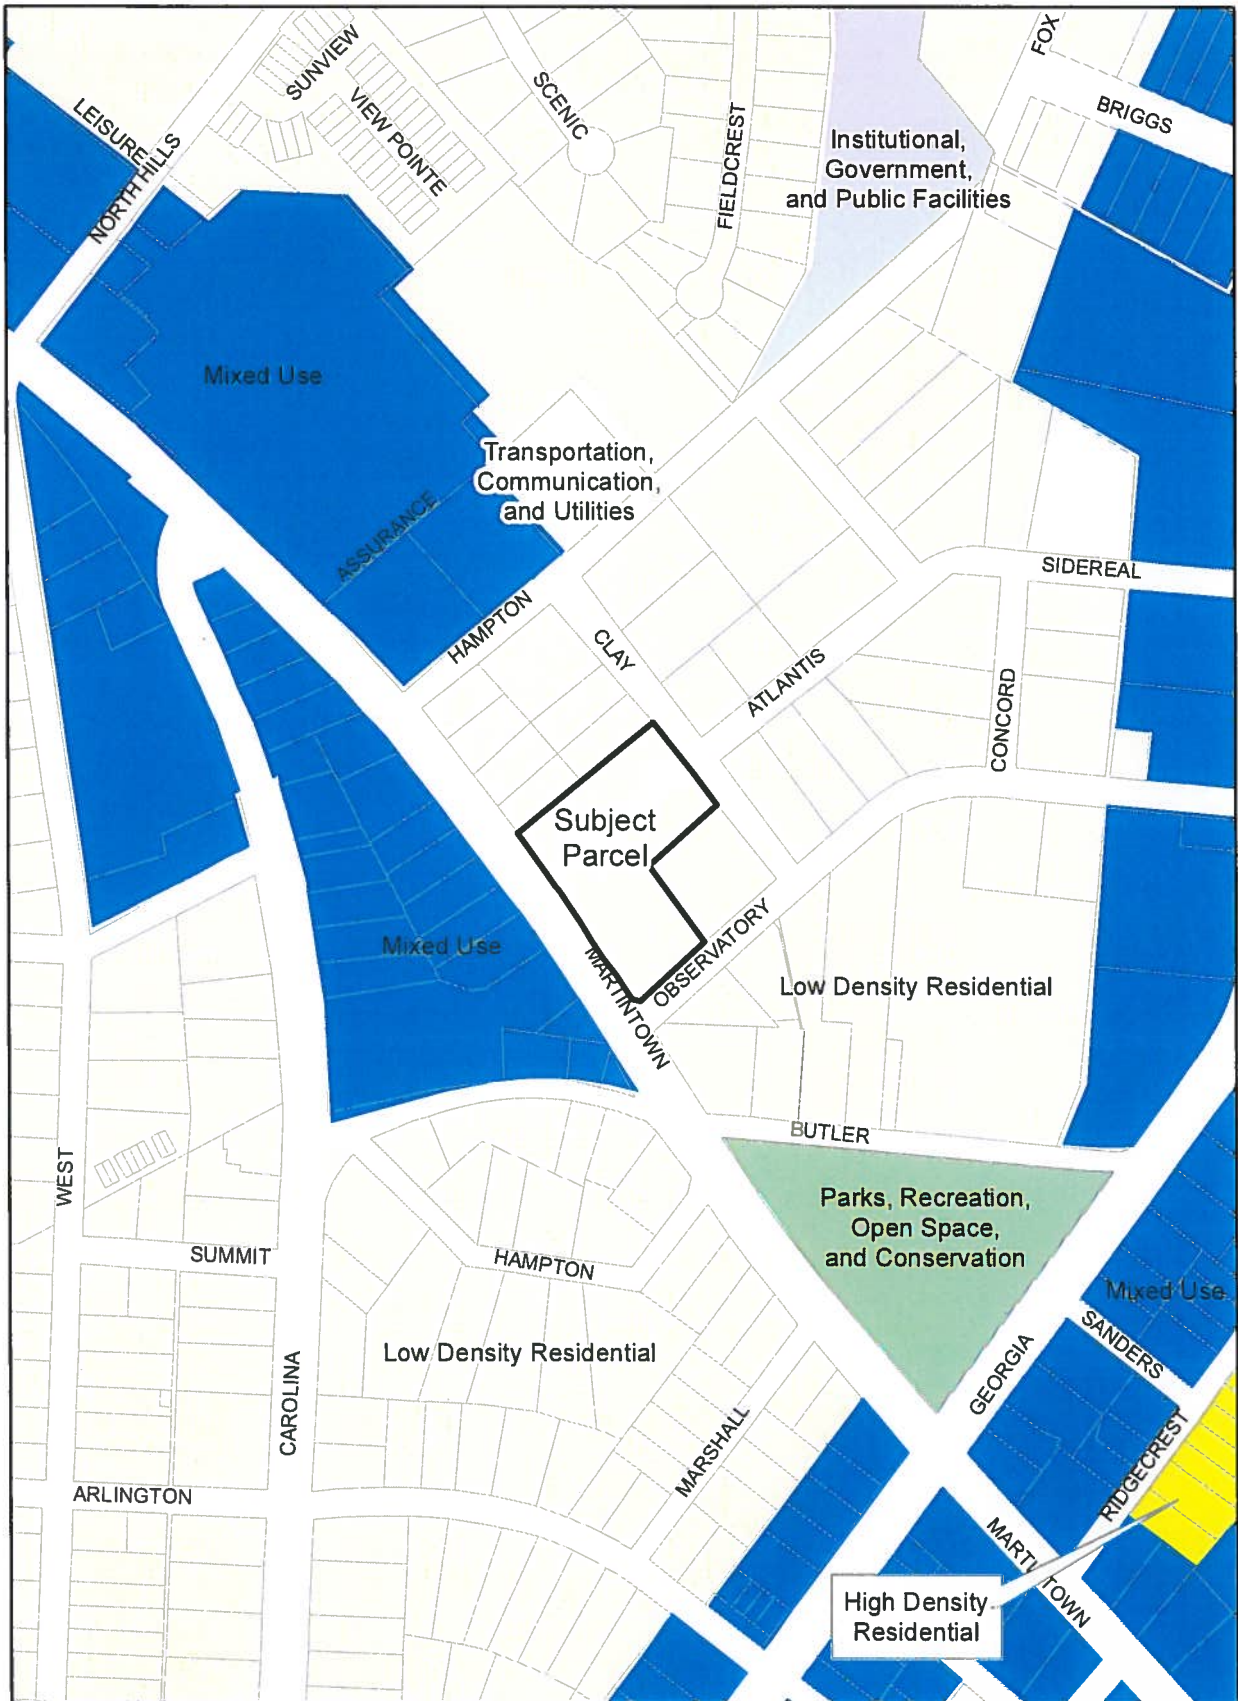 FOX
SUNVIEW
SCENIC
BRIGGS
LEISURE
VIEW POINTE
FIELDCREST
Institutional,
Government,
and Public Facilities
NORTH HILLS
Mixed Use
Transportation,
Communication,
and Utilities
ASSURANCE
SIDEREAL
HAMPTON
CLAY
ATLANTIS
CONCORD
Subject
Parcel
Mixed Use
OBSERVATORY
MARTINTOWN
Low Density Residential
BUTLER
WEST
Parks, Recreation,
Open Space,
and Conservation
SUMMIT
HAMPTON
Mixed Use
SANDERS
Low Density Residential
GEORGIA
CAROLINA
MARSHALL
RIDGECREST
ARLINGTON
MARTINTOWN
High Density
Residential